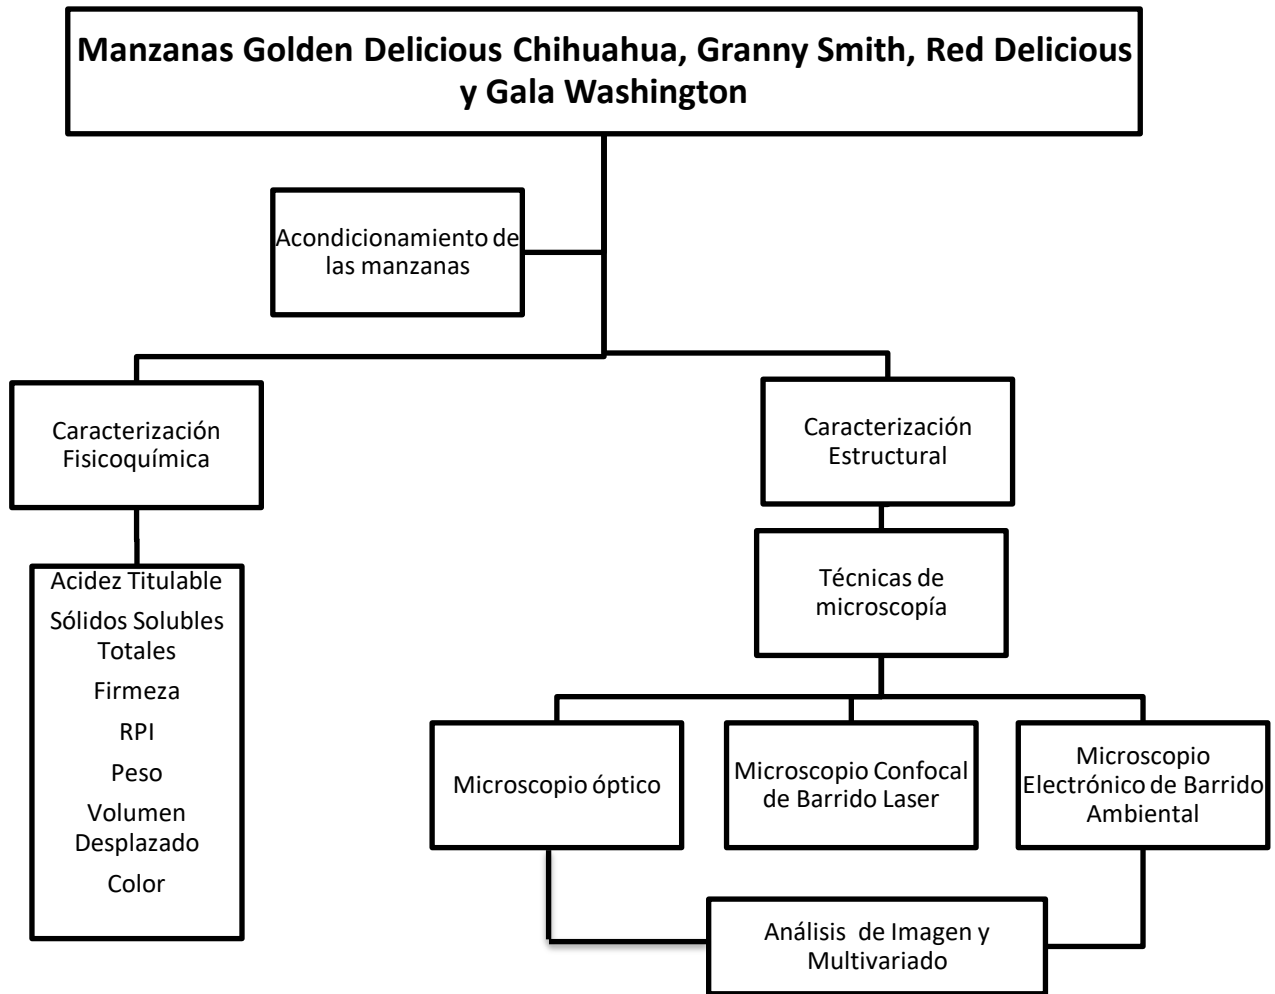 Manzanas Golden Delicious Chihuahua, Granny Smith, Red Delicious
y Gala Washington
Acondicionamiento de
las manzanas
Caracterización
Fisicoquímica
Acidez Titulable
Sólidos Solubles
Totales
Firmeza
RPI
Peso
Volumen
Desplazado
Color
Caracterización
Estructural
Técnicas de
microscopía
Microscopio óptico
Microscopio Confocal
de Barrido Laser
Microscopio
Electrónico de Barrido
Ambiental
Análisis de Imagen y
Multivariado